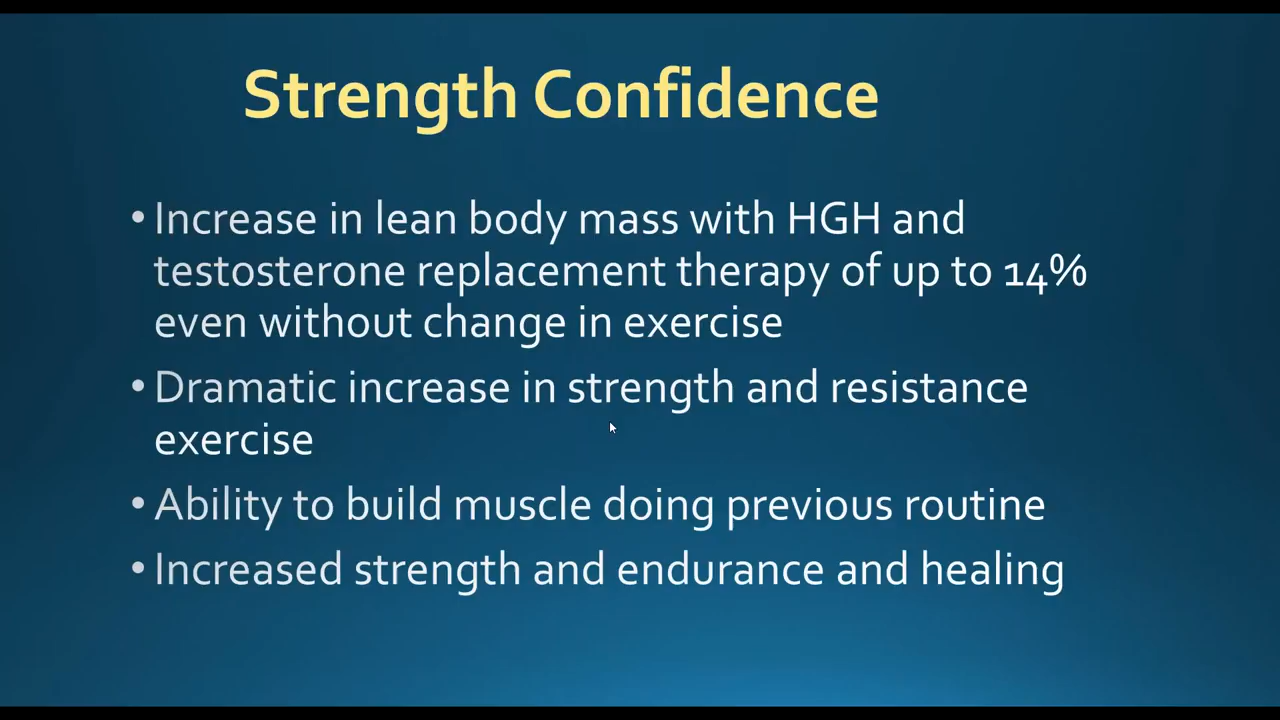 Strength Confidence
• Increase in lean body mass with HGH and
testosterone replacement therapy of up to 14%
even without change in exercise
• Dramatic increase in strength and resistance
exercise
• Ability to build muscle doing previous routine
• Increased strength and endurance and healing